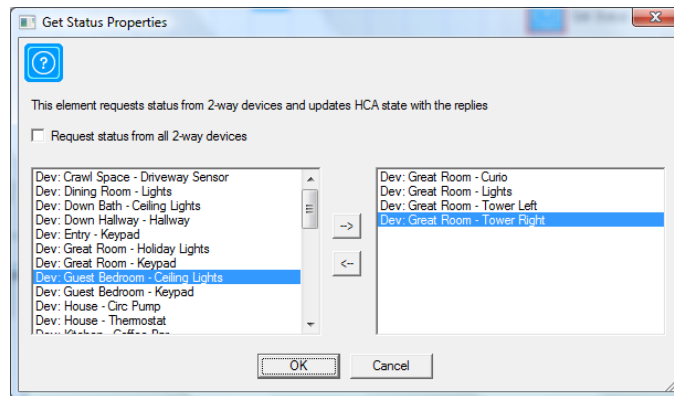 Get Status Properties
This element requests status from 2-way devices and updates HCA state with the replies
Request status from all 2-way devices
Dev: Crawl Space - Driveway Sensor
Dev: Dining Room - Lights
Dev: Down Bath - Ceiling Lights
Dev: Down Hallway - Hallway
Dev: Entry - Keypad
Dev: Great Room - Holiday Lights
Dev: Great Room - Keypad
Dev: Guest Bedroom - Ceiling Lights
Dev: Guest Bedroom - Keypad
Dev: House - Circ Pump
Dev: House - Thermostat
Dev: Kitchen - Coffee Bar
-->
<--
Dev: Great Room - Curio
Dev: Great Room - Lights
Dev: Great Room - Tower Left
Dev: Great Room - Tower Right
OK
Cancel